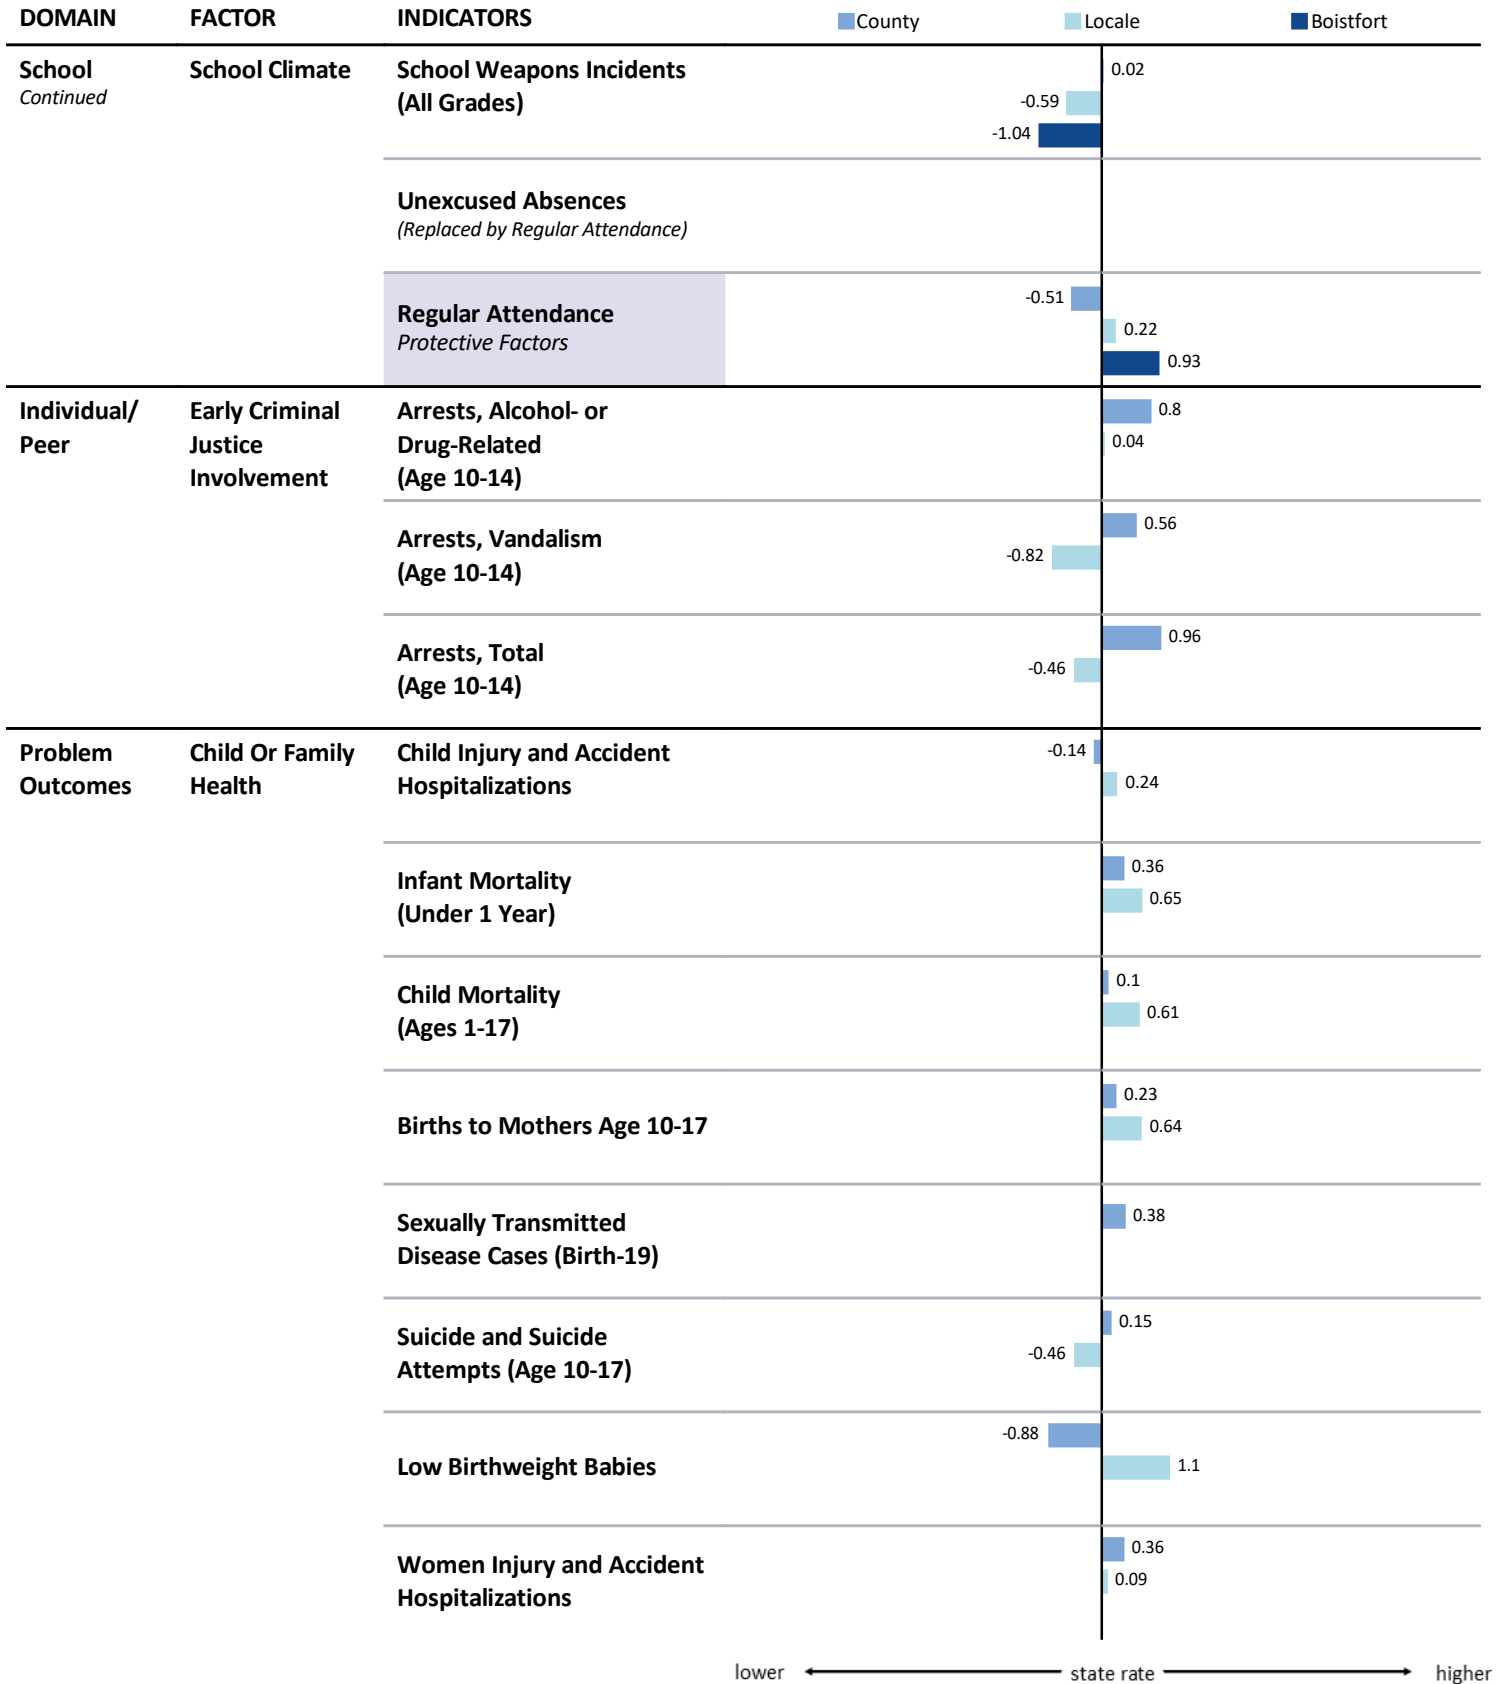 DOMAIN FACTOR INDICATORS County Locale Boistfort
School School Climate School Weapons Incidents 0.02
Continued (All Grades) -0.59
-1.04
Unexcused Absences
(Replaced by Regular Attendance)
-0.51
Regular Attendance 0.22
Protective Factors 0.93
Individual/ Early Criminal Arrests, Alcohol- or 0.8
Peer Justice Drug-Related 0.04
Involvement (Age 10-14)
0.56
Arrests, Vandalism -0.82
(Age 10-14)
0.96
Arrests, Total -0.46
(Age 10-14)
Problem Child Or Family Child Injury and Accident -0.14
Outcomes Health Hospitalizations 0.24
0.36
Infant Mortality 0.65
(Under 1 Year)
0.1
Child Mortality 0.61
(Ages 1-17)
0.23
Births to Mothers Age 10-17 0.64
Sexually Transmitted 0.38
Disease Cases (Birth-19)
0.15
Suicide and Suicide -0.46
Attempts (Age 10-17)
-0.88
Low Birthweight Babies 1.1
0.36
Women Injury and Accident 0.09
Hospitalizations
lower state rate higher